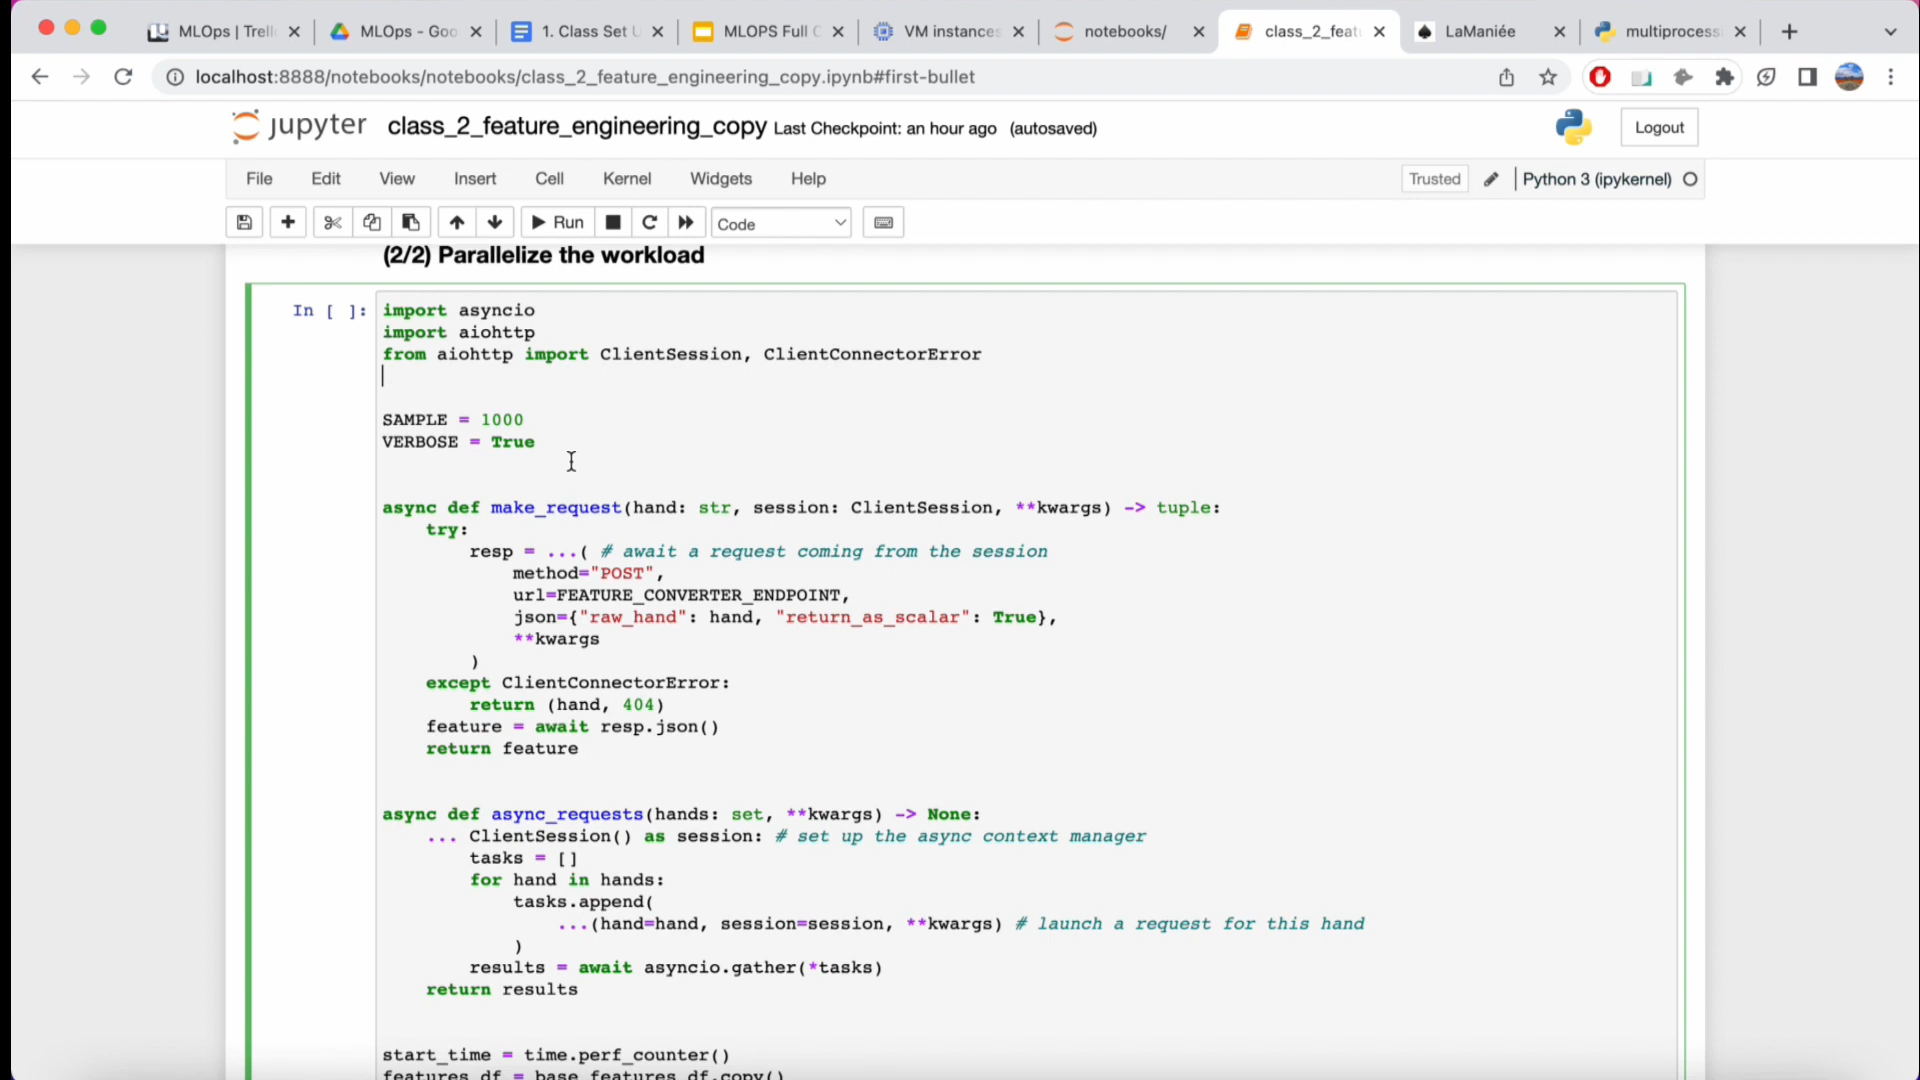 MLOps | Trell
MLOps - Goo
1. Class Set U
MLOPS Full C
VM instances
notebooks/
class_2_feat
LaManiée
multiprocess
localhost:8888/notebooks/notebooks/class_2_feature_engineering_copy.ipynb#first-bullet
jupyter class_2_feature_engineering_copy Last Checkpoint: an hour ago (autosaved)
Logout
File Edit View Insert Cell Kernel Widgets Help
Trusted Python 3 (ipykernel)
Run Code
(2/2) Parallelize the workload
In [ ]:
import asyncio
import aiohttp
from aiohttp import ClientSession, ClientConnectorError
SAMPLE = 1000
VERBOSE = True
async def make_request(hand: str, session: ClientSession, **kwargs) -> tuple:
    try:
        resp = ...( # await a request coming from the session
            method="POST",
            url=FEATURE_CONVERTER_ENDPOINT,
            json={"raw_hand": hand, "return_as_scalar": True},
            **kwargs
        )
    except ClientConnectorError:
        return (hand, 404)
    feature = await resp.json()
    return feature
async def async_requests(hands: set, **kwargs) -> None:
    ... ClientSession() as session: # set up the async context manager
        tasks = []
        for hand in hands:
            tasks.append(
                ...(hand=hand, session=session, **kwargs) # launch a request for this hand
            )
        results = await asyncio.gather(*tasks)
    return results
start_time = time.perf_counter()
features_df = base_features_df.copy()